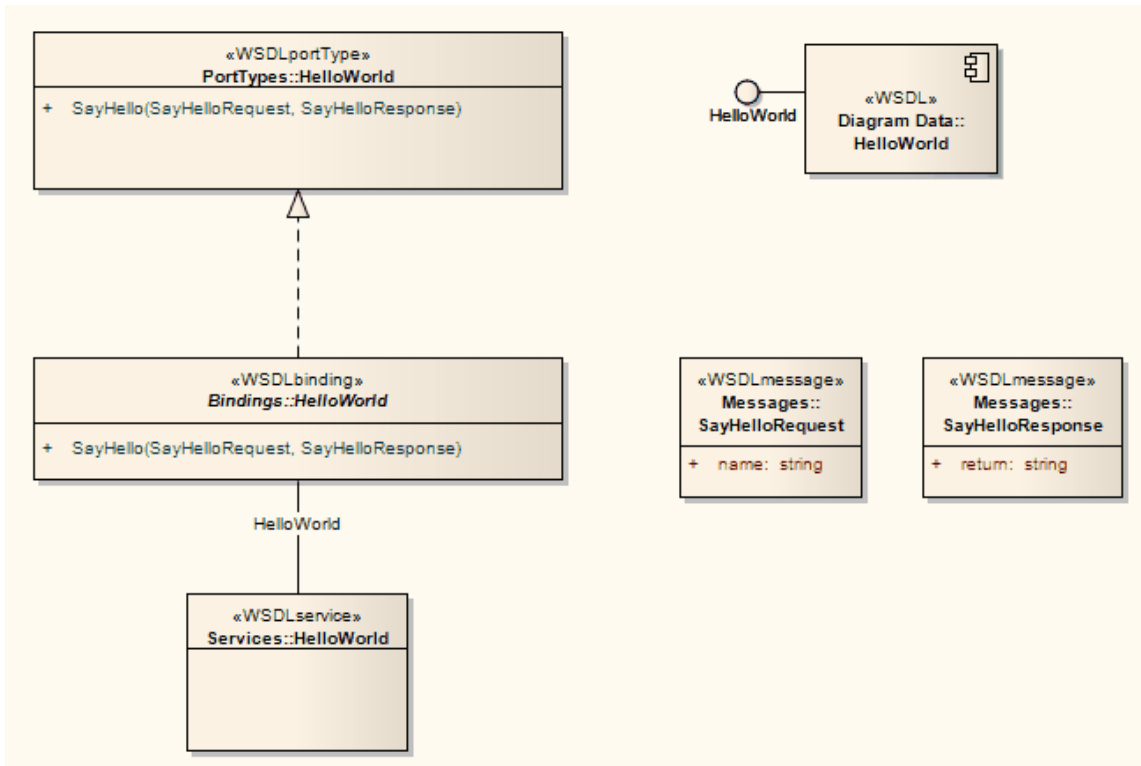 «WSDLportType»
PortTypes::HelloWorld
+ SayHello(SayHelloRequest, SayHelloResponse)
HelloWorld
«WSDL»
Diagram Data::
HelloWorld
«WSDLbinding»
Bindings::HelloWorld
+ SayHello(SayHelloRequest, SayHelloResponse)
HelloWorld
«WSDLservice»
Services::HelloWorld
«WSDLmessage»
Messages::
SayHelloRequest
+ name: string
«WSDLmessage»
Messages::
SayHelloResponse
+ return: string